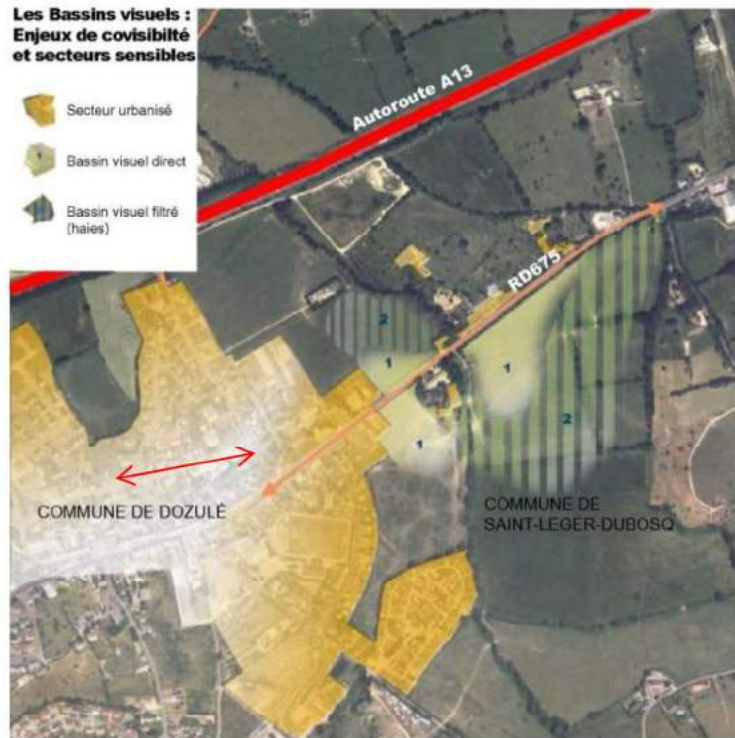 Les Bassins visuels :
Enjeux de covisibilté
et secteurs sensibles
Secteur urbanisé
1
Bassin visuel direct
Bassin visuel filtré
(haies)
Autoroute A13
RD675
2
1
1
1
2
COMMUNE DE DOZULÉ
COMMUNE DE
SAINT-LEGER-DUBOSQ